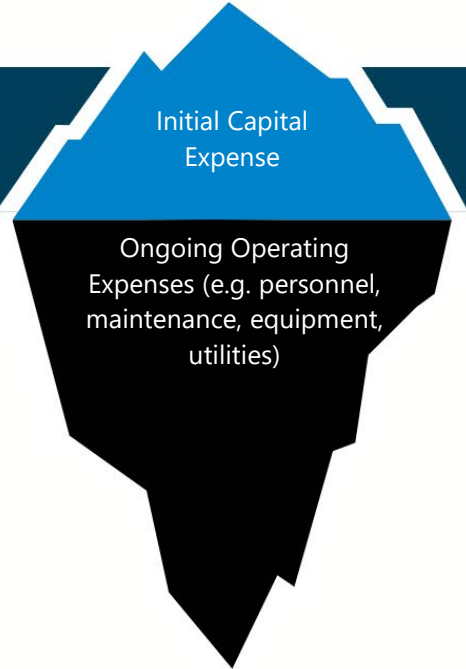 Initial Capital
Expense
Ongoing Operating
Expenses (e.g. personnel,
maintenance, equipment,
utilities)